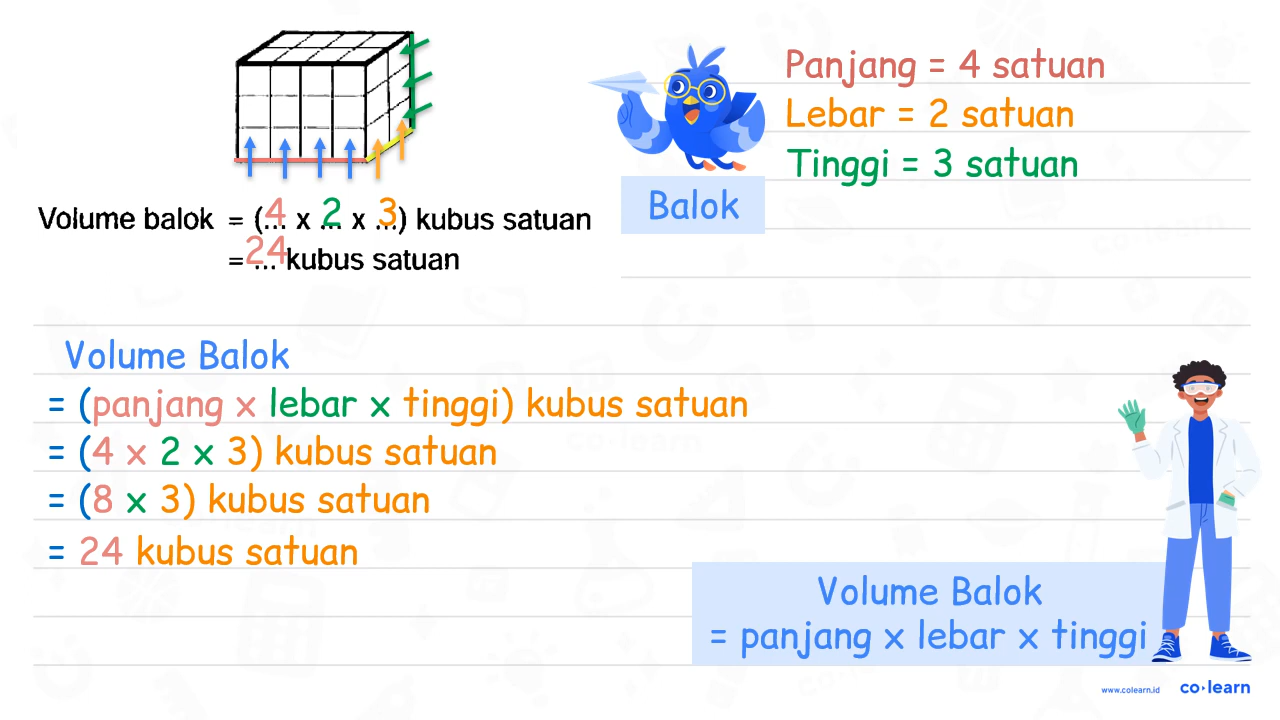 Panjang = 4 satuan
Lebar = 2 satuan
Tinggi = 3 satuan
Balok
Volume balok = (4... x 2... x 3...) kubus satuan
= 24... kubus satuan
Volume Balok
= (panjang x lebar x tinggi) kubus satuan
= (4 x 2 x 3) kubus satuan
= (8 x 3) kubus satuan
= 24 kubus satuan
Volume Balok
= panjang x lebar x tinggi
www.colearn.id co·learn